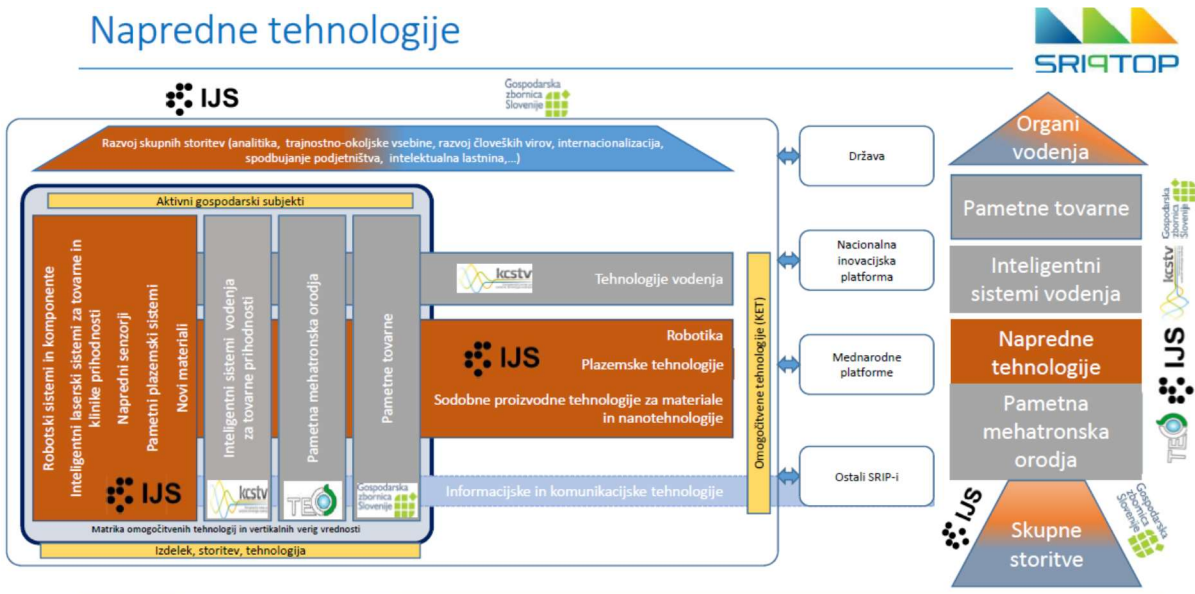 Napredne tehnologije
SRIPTOP
IJS
Gospodarska
zbornica
Slovenije
Razvoj skupnih storitev (analitika, trajnostno-okoljske vsebine, razvoj človeških virov, internacionalizacija,
spodbujanje podjetništva, intelektualna lastnina,...)
Aktivni gospodarski subjekti
Robotski sistemi in komponente
Inteligentni laserski sistemi za tovarne in
klinike prihodnosti
Napredni senzorji
Pametni plazemski sistemi
Novi materiali
IJS
Inteligentni sistemi vodenja
za tovarne prihodnosti
kcstv
Pametna mehatronska orodja
TECOS
Pametne tovarne
Gospodarska
zbornica
Slovenije
Matrika omogočitvenih tehnologij in vertikalnih verig vrednosti
Izdelek, storitev, tehnologija
kcstv
Tehnologije vodenja
IJS
Robotika
Plazemske tehnologije
Sodobne proizvodne tehnologije za materiale
in nanotehnologije
Informacijske in komunikacijske tehnologije
Omogočitvene tehnologije (KET)
Država
Nacionalna
inovacijska
platforma
Mednarodne
platforme
Ostali SRIP-i
Organi
vodenja
Pametne tovarne
Gospodarska
zbornica
Slovenije
Inteligentni
sistemi vodenja
kcstv
Napredne
tehnologije
IJS
Pametna
mehatronska
orodja
TECOS
Skupne
storitve
IJS
Gospodarska
zbornica
Slovenije